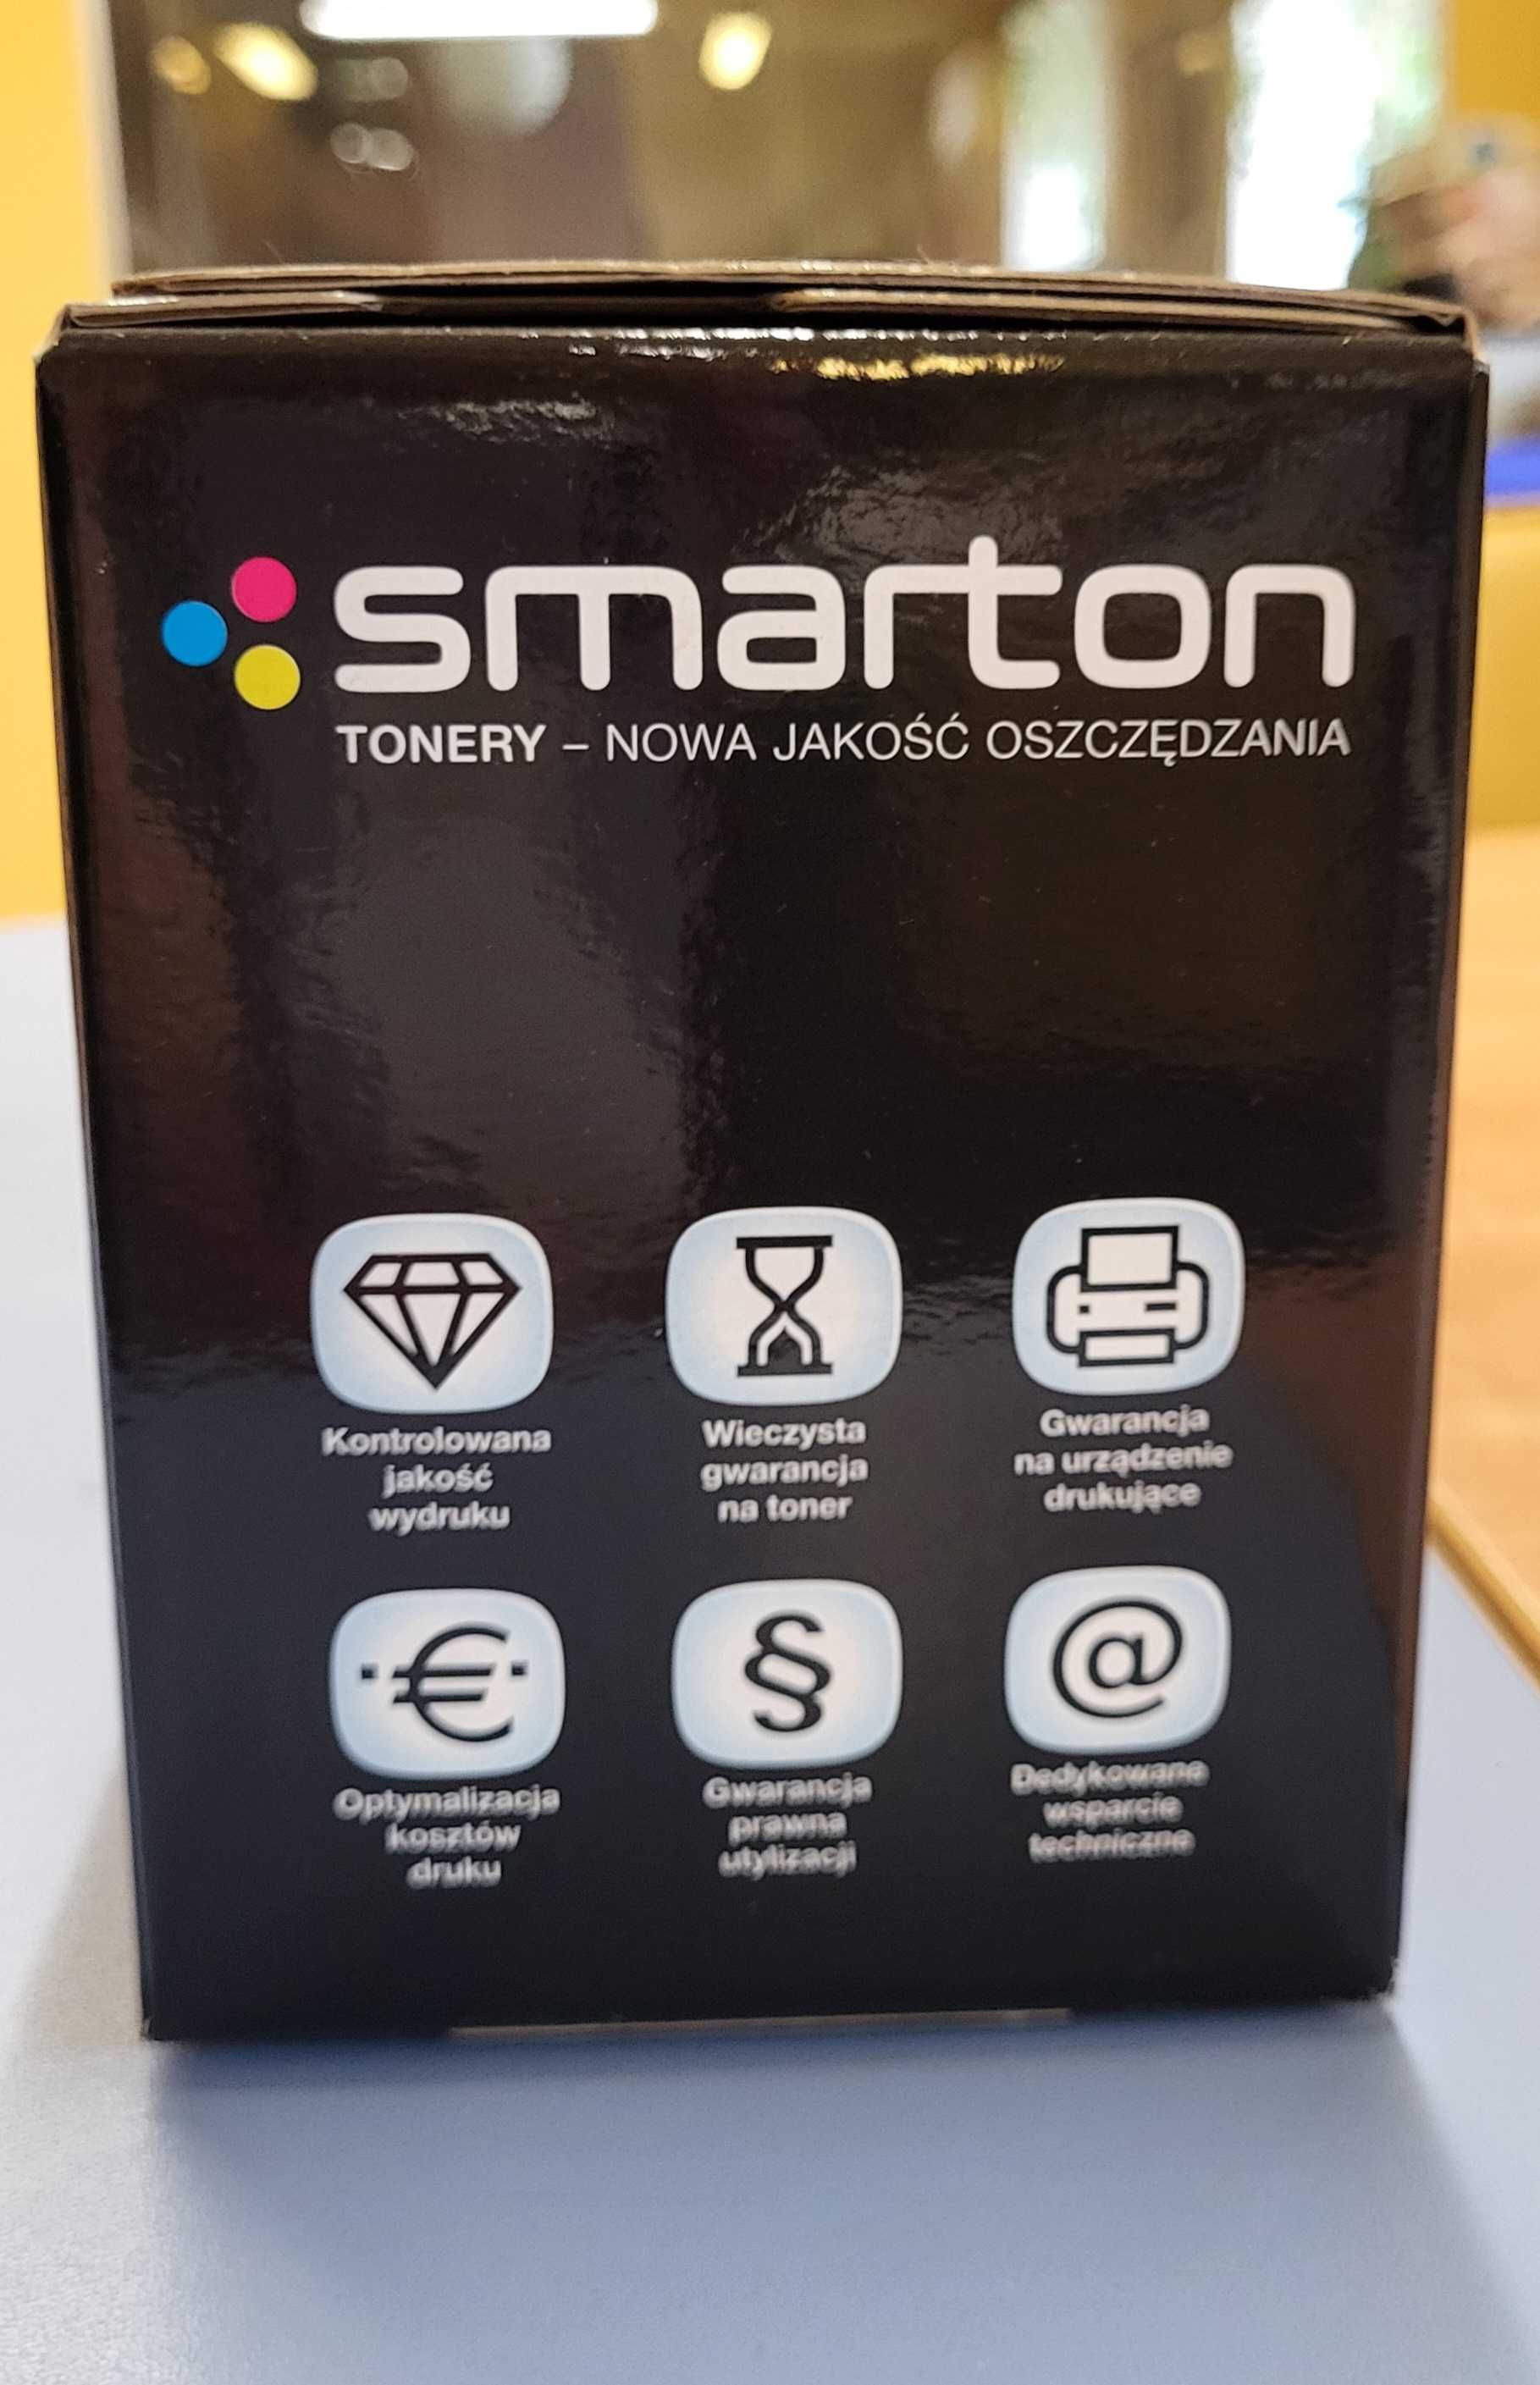 smarton
TONERY – NOWA JAKOŚĆ OSZCZĘDZANIA
Kontrolowana
jakość
wydruku
Wieczysta
gwarancja
na toner
Gwarancja
na urządzenie
drukujące
€
Optymalizacja
kosztów
druku
§
Gwarancja
prawna
utylizacji
@
Dedykowane
wsparcie
techniczne